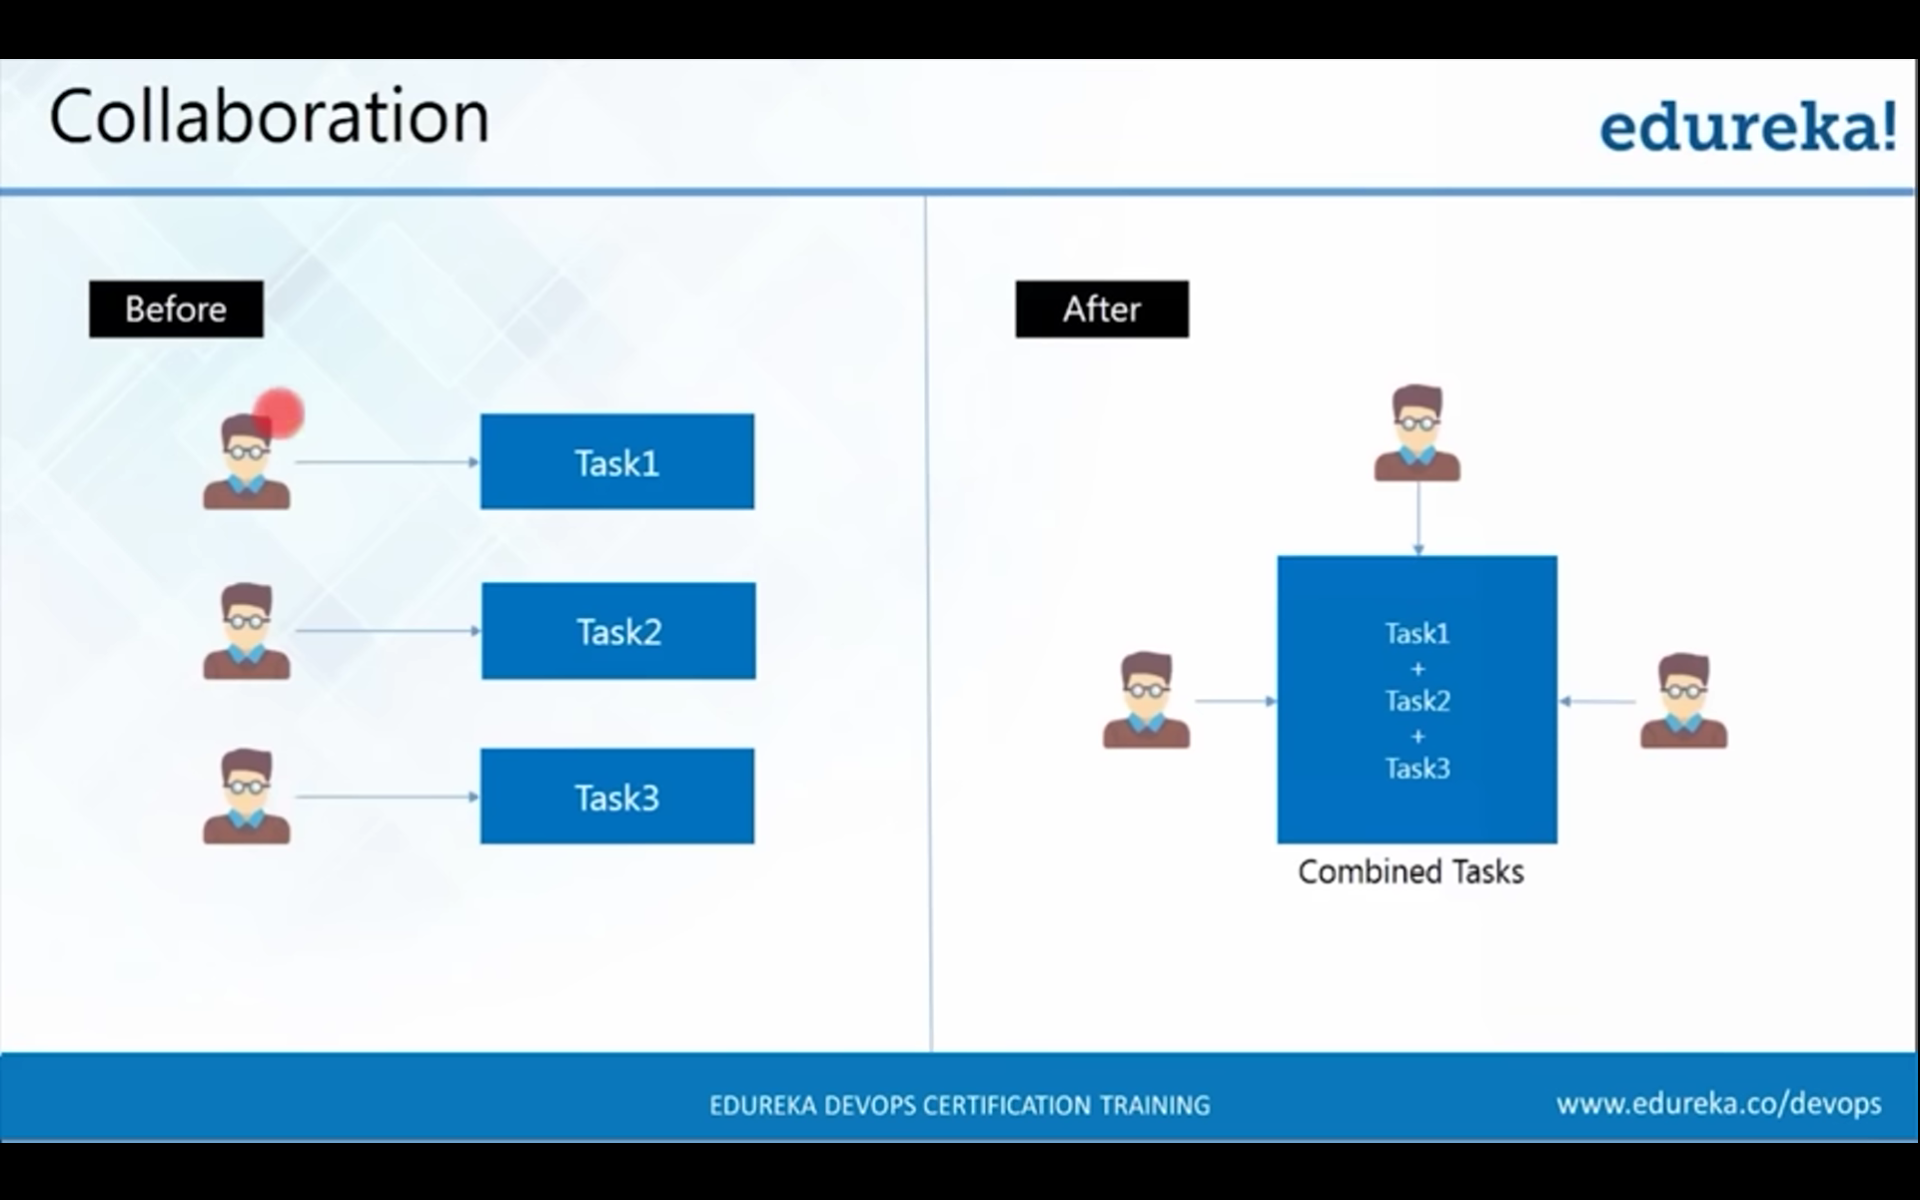 Collaboration
edureka!
Before
Task1
Task2
Task3
After
Task1
+
Task2
+
Task3
Combined Tasks
EDUREKA DEVOPS CERTIFICATION TRAINING
www.edureka.co/devops